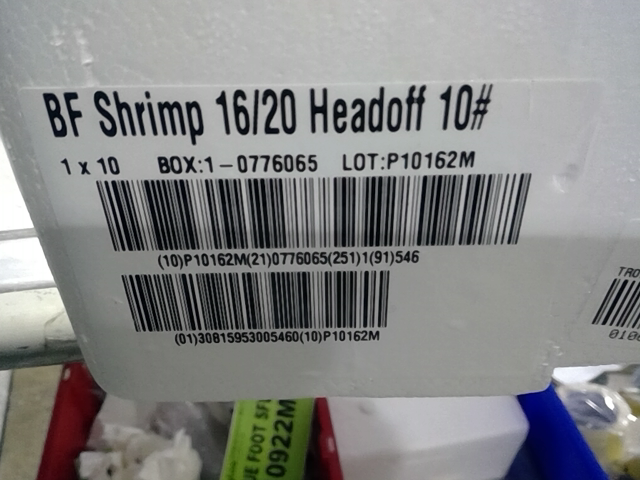 BF Shrimp 16/20 Headoff 10#
1 x 10 BOX:1-0776065 LOT:P10162M
(10)P10162M(21)0776065(251)1(91)546
(01)30815953005460(10)P10162M
FOOT
0922M